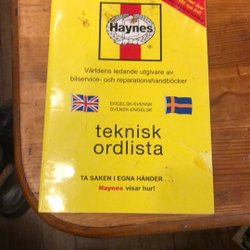 Haynes
Världens ledande utgivare av
bilservice- och reparationshandböcker
ENGELSK-SVENSK
SVENSK-ENGELSK
teknisk
ordlista
TA SAKEN I EGNA HÄNDER . . .
Haynes visar hur!